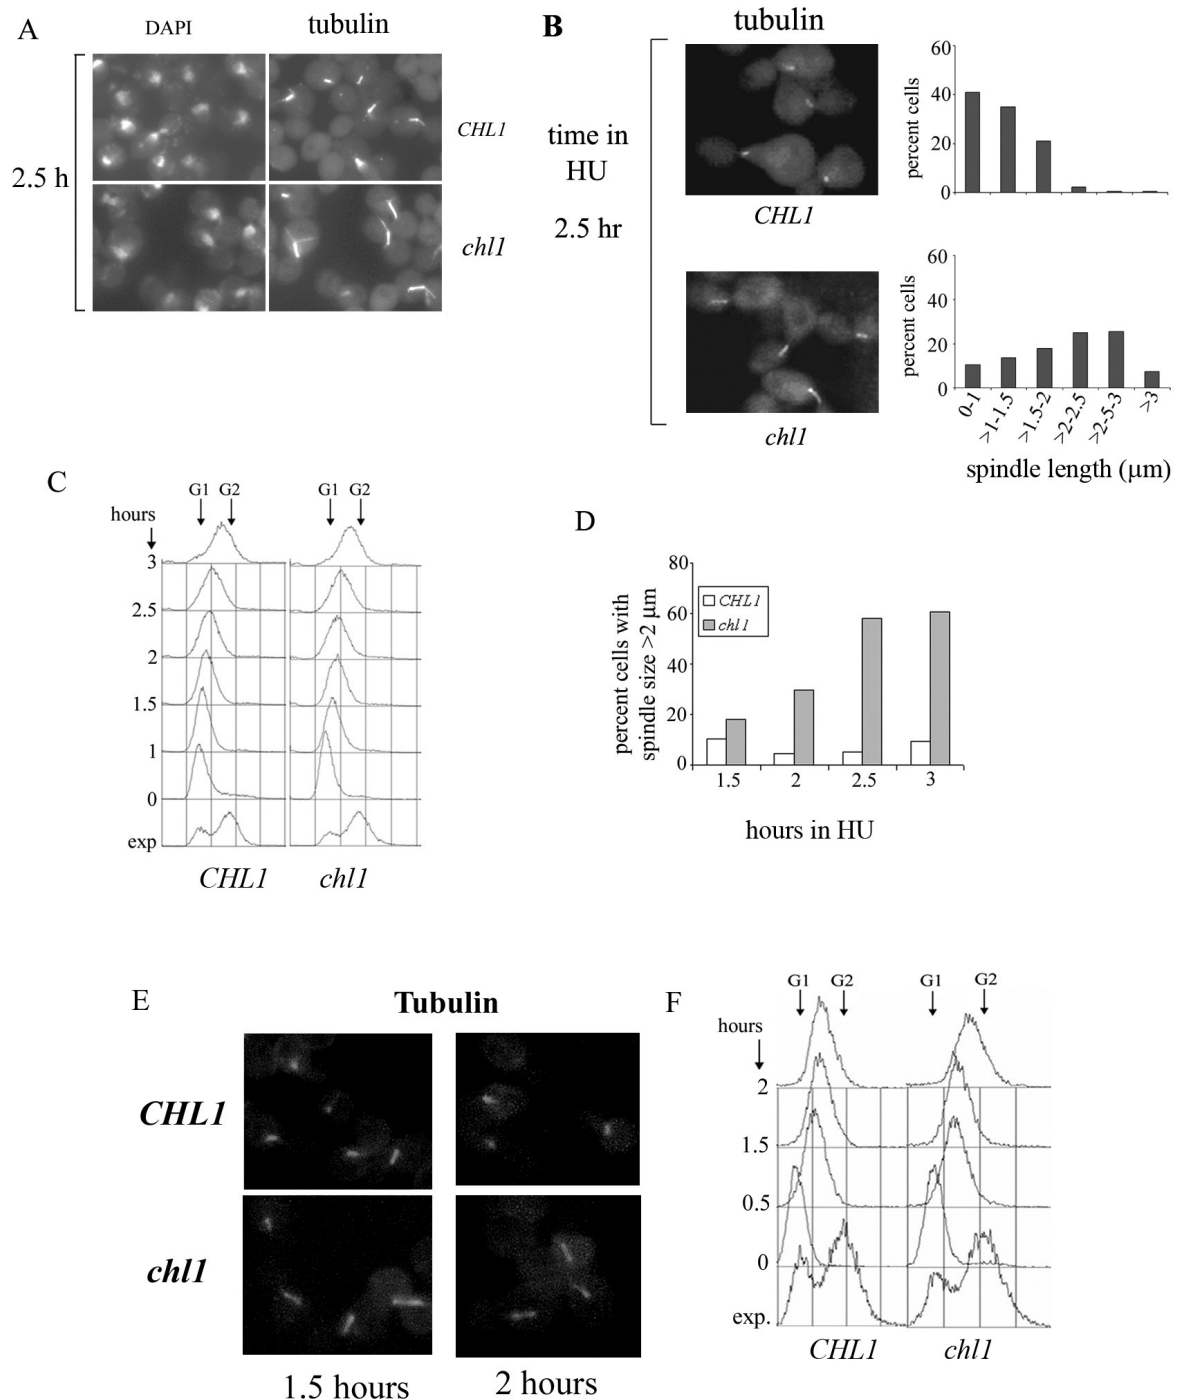 A
DAPI
tubulin
2.5 h
CHL1
chl1
B
tubulin
time in
HU
2.5 hr
CHL1
chl1
60
40
20
0
percent cells
60
40
20
0
percent cells
0-1
>1-1.5
>1.5-2
>2-2.5
>2-5-3
>3
spindle length (μm)
C
G1
G2
G1
G2
hours
3
2.5
2
1.5
1
0
exp
CHL1
chl1
D
80
60
40
20
0
percent cells with
spindle size >2 μm
CHL1
chl1
1.5
2
2.5
3
hours in HU
E
Tubulin
CHL1
chl1
1.5 hours
2 hours
F
G1
G2
G1
G2
hours
2
1.5
0.5
0
exp.
CHL1
chl1